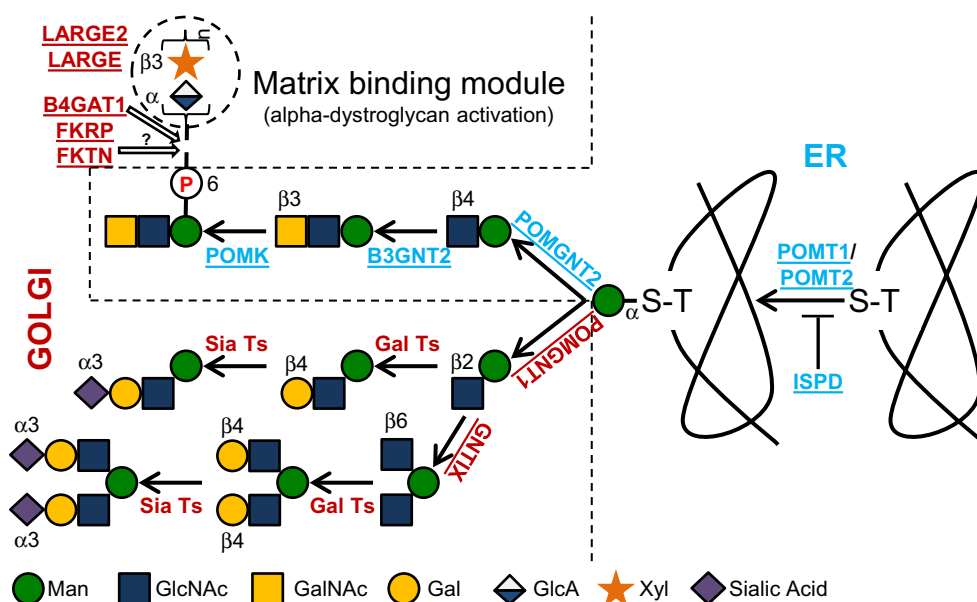 LARGE2
LARGE
β3
n
α
Matrix binding module
(alpha-dystroglycan activation)
B4GAT1
FKRP
FKTN
?
P
6
ER
β3
β4
POMK
B3GNT2
POMGNT2
POMT1/
POMT2
S-T
α
S-T
ISPD
GOLGI
POMGNT1
α3
Sia Ts
β4
Gal Ts
β2
GNTIX
α3
β4
β6
Sia Ts
Gal Ts
α3
β4
Man
GlcNAc
GalNAc
Gal
GlcA
Xyl
Sialic Acid